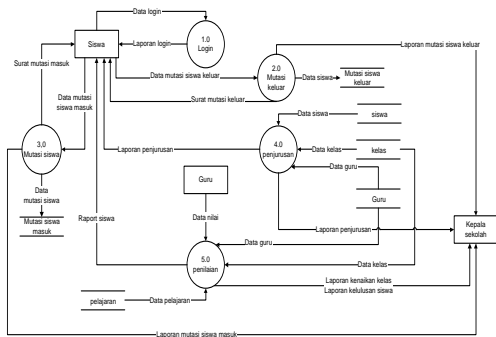 Data login
Siswa
Laporan login
1.0
Login
Laporan mutasi siswa keluar
Surat mutasi masuk
Data mutasi
siswa masuk
Data mutasi siswa keluar
2.0
Mutasi
keluar
Data siswa
Mutasi siswa
keluar
Surat mutasi keluar
3,0
Mutasi siswa
Data siswa
siswa
4.0
penjurusan
Data kelas
kelas
Laporan penjurusan
Data guru
Guru
Guru
Data
mutasi siswa
Mutasi siswa
masuk
Raport siswa
Data nilai
Laporan penjurusan
Kepala
sekolah
Data guru
5.0
penilaian
Data kelas
Laporan kenaikan kelas
Laporan kelulusan siswa
pelajaran
Data pelajaran
Laporan mutasi siswa masuk